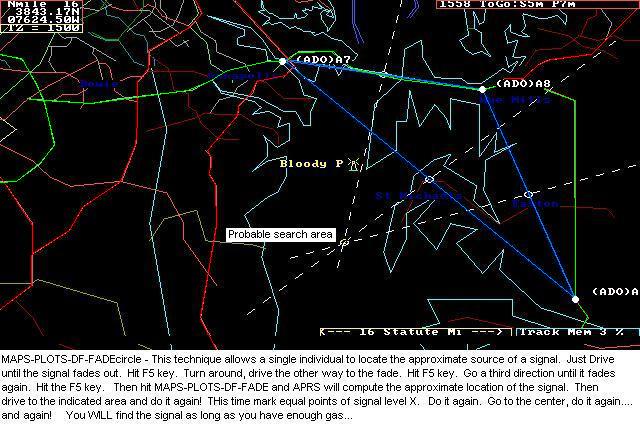 Nmile 16
3843.17N
07624.50W
TZ = 1500
1558 ToGo:S5m P7m
(ADO)A7
(ADO)A8
Bloody P
St Michaels
Easton
Probable search area
(ADO)A
<--- 16 Statute Mi --->
Track Mem 3 %
MAPS-PLOTS-DF-FADEcircle - This technique allows a single individual to locate the approximate source of a signal. Just Drive
until the signal fades out. Hit F5 key. Turn around, drive the other way to the fade. Hit F5 key. Go a third direction until it fades
again. Hit the F5 key. Then hit MAPS-PLOTS-DF-FADE and APRS will compute the approximate location of the signal. Then
drive to the indicated area and do it again! This time mark equal points of signal level X. Do it again. Go to the center, do it again....
and again! You WILL find the signal as long as you have enough gas...